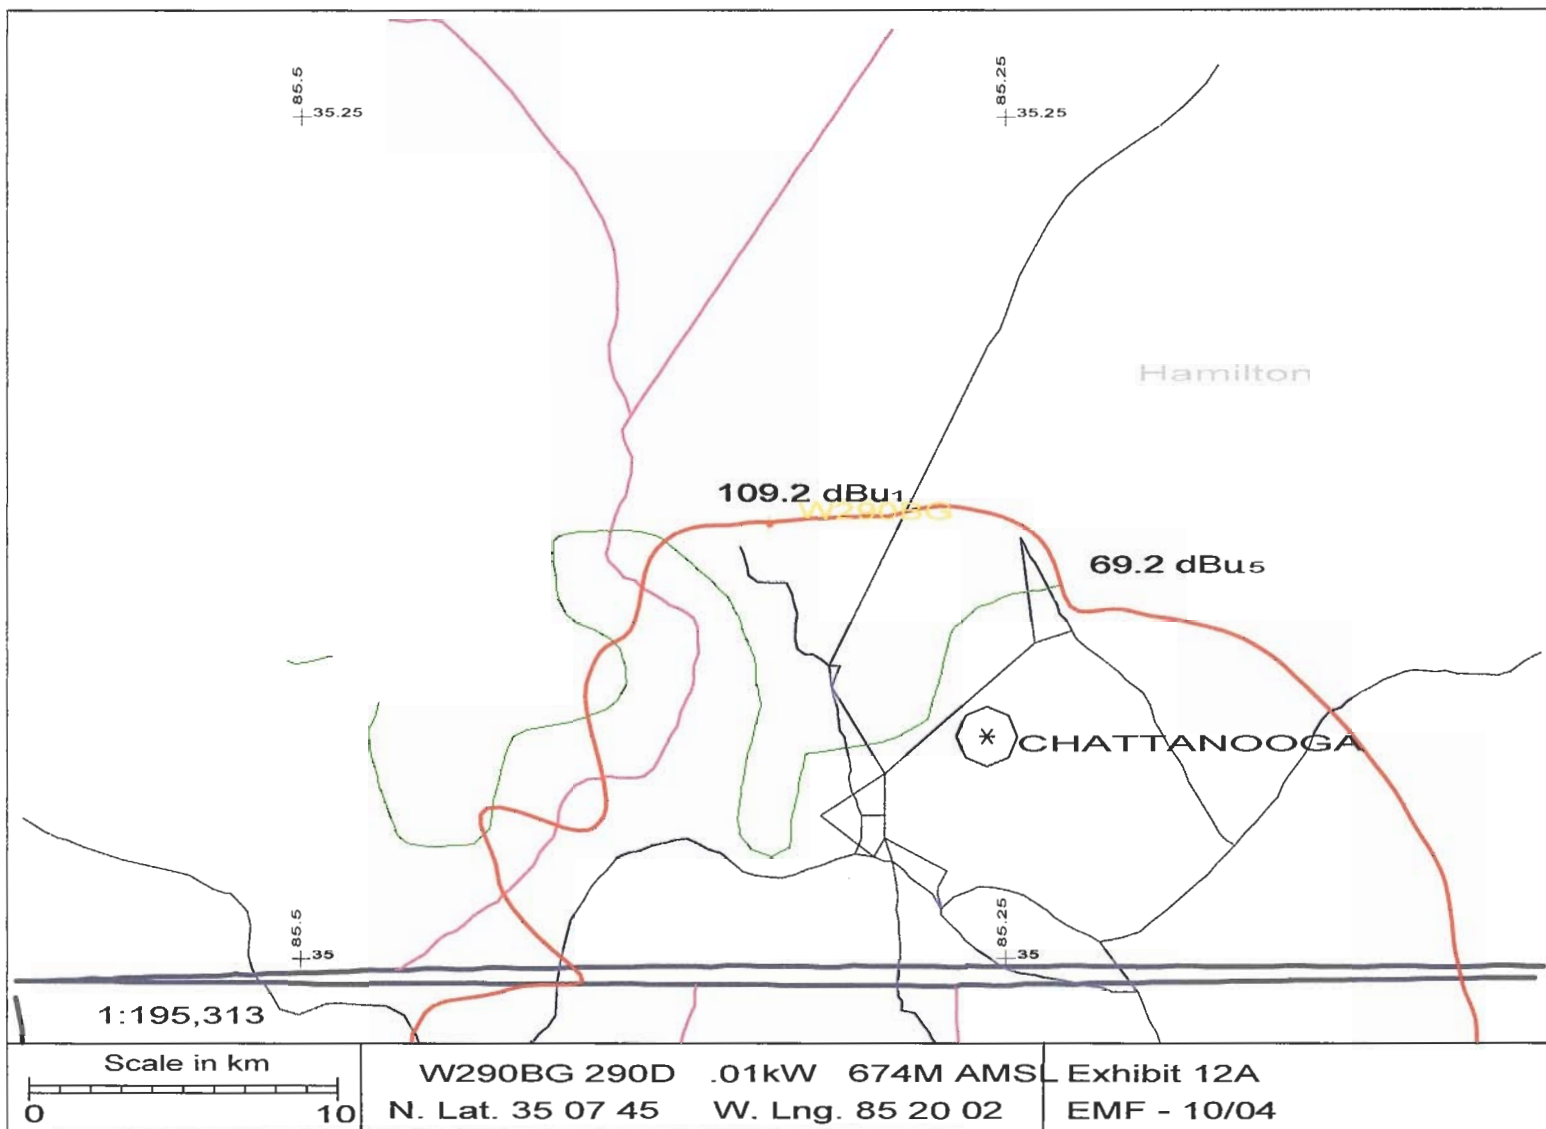 85.5
35.25
85.25
35.25
Hamilton
109.2 dBu1.
W290BG
69.2 dBu5
CHATTANOOGA
85.5
35
85.25
35
1:195,313
Scale in km
0 10
W290BG 290D .01kW 674M AMSL
N. Lat. 35 07 45 W. Lng. 85 20 02
Exhibit 12A
EMF - 10/04